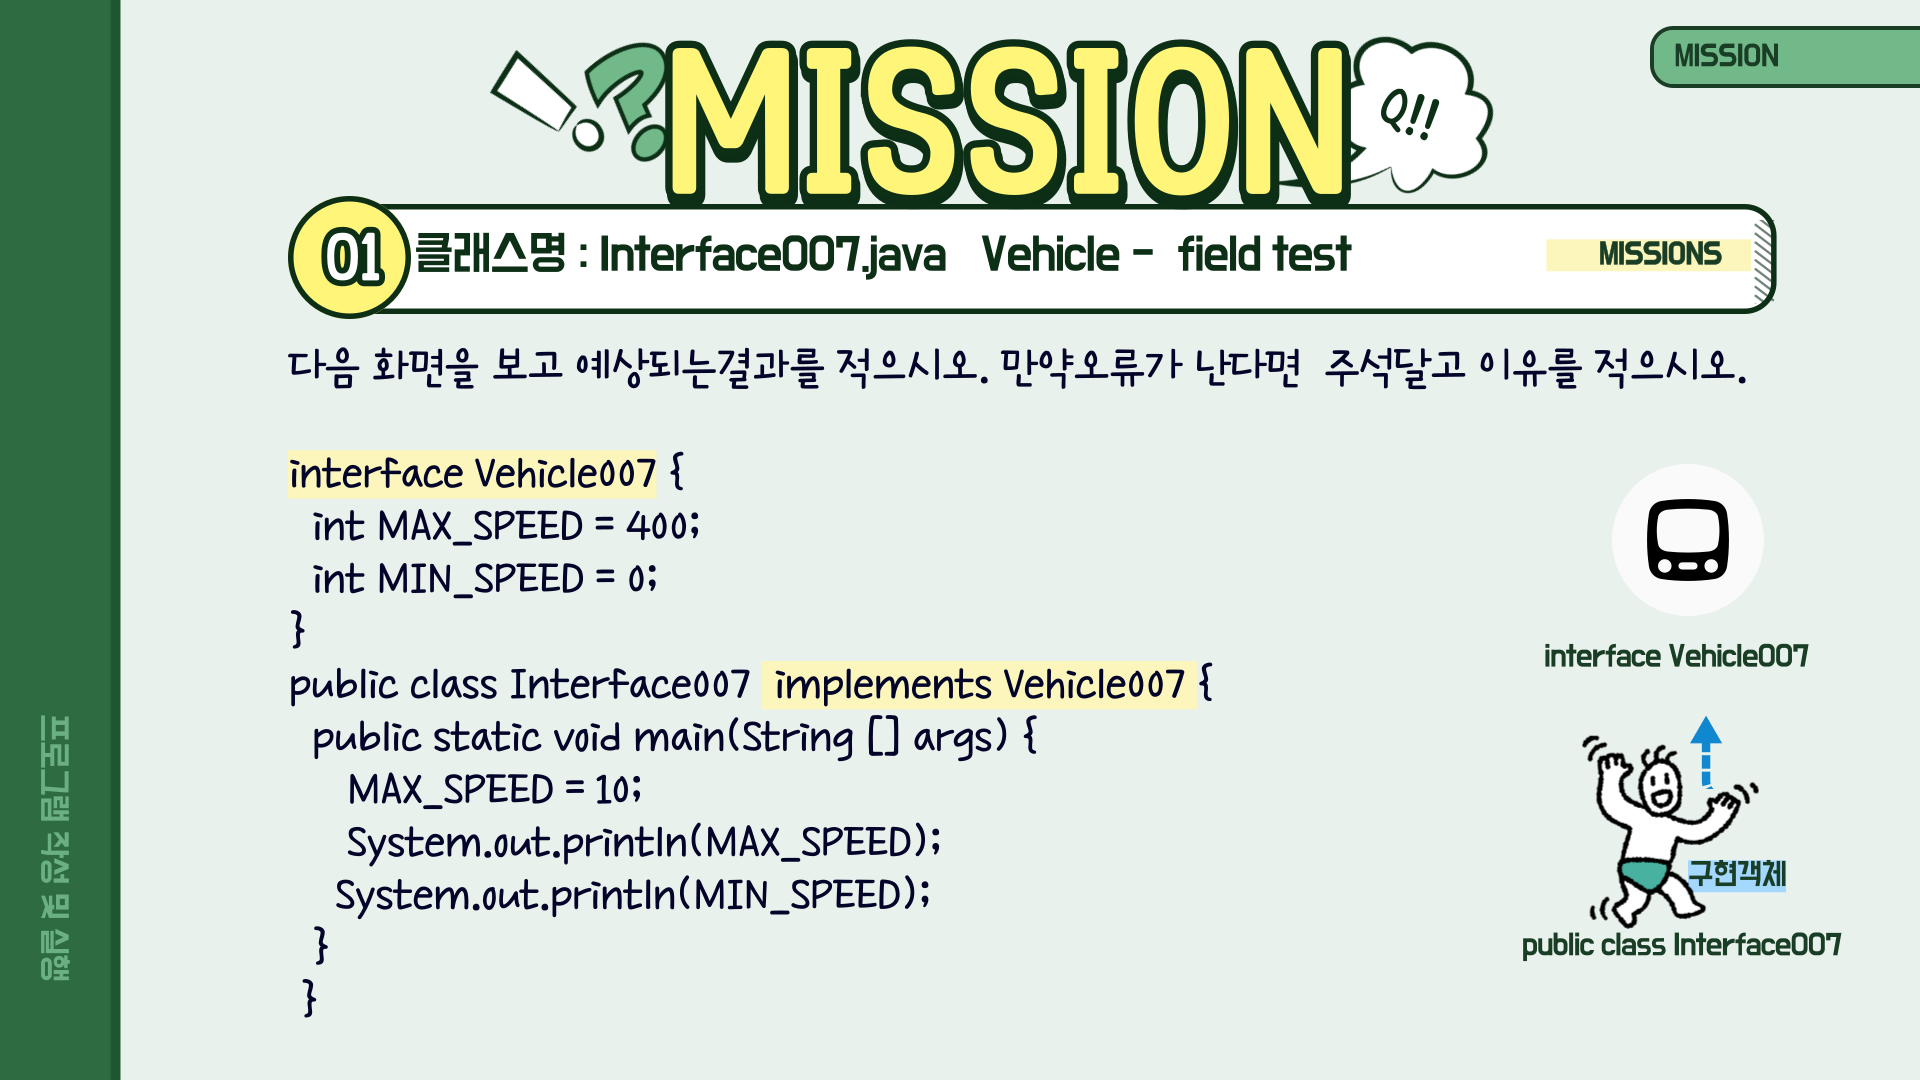 MISSION
!?
MISSION
Q!!
01
클래스명 : Interface007.java   Vehicle -  field test
MISSIONS
다음 화면을 보고 예상되는결과를 적으시오. 만약오류가 난다면  주석달고 이유를 적으시오.
interface Vehicle007 {
  int MAX_SPEED = 400;
  int MIN_SPEED = 0;
}
public class Interface007  implements Vehicle007 {
  public static void main(String [] args) {
     MAX_SPEED = 10;
     System.out.println(MAX_SPEED);
    System.out.println(MIN_SPEED);
  }
 }
interface Vehicle007
구현객체
public class Interface007
프로그램 작성 및 실행